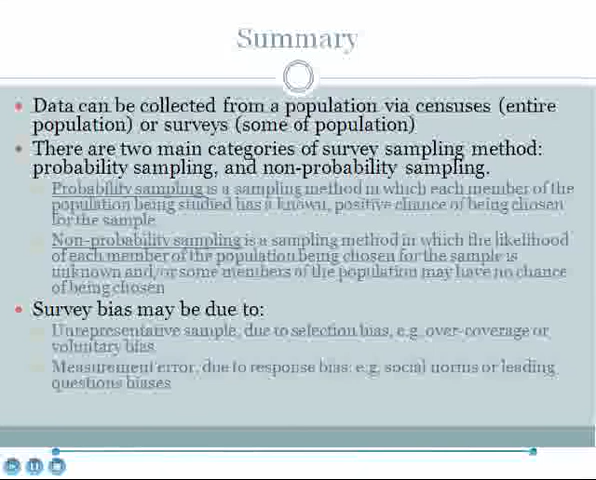 Summary
Data can be collected from a population via censuses (entire
population) or surveys (some of population)
There are two main categories of survey sampling method:
probability sampling, and non-probability sampling.
Probability sampling is a sampling method in which each member of the
population being studied has a known, positive chance of being chosen
for the sample
Non-probability sampling is a sampling method in which the likelihood
of each member of the population being chosen for the sample is
unknown and/or some members of the population may have no chance
of being chosen
Survey bias may be due to:
Unrepresentative sample, due to selection bias, e.g. over-coverage or
voluntary bias
Measurement error, due to response bias: e.g. social norms or leading
questions biases